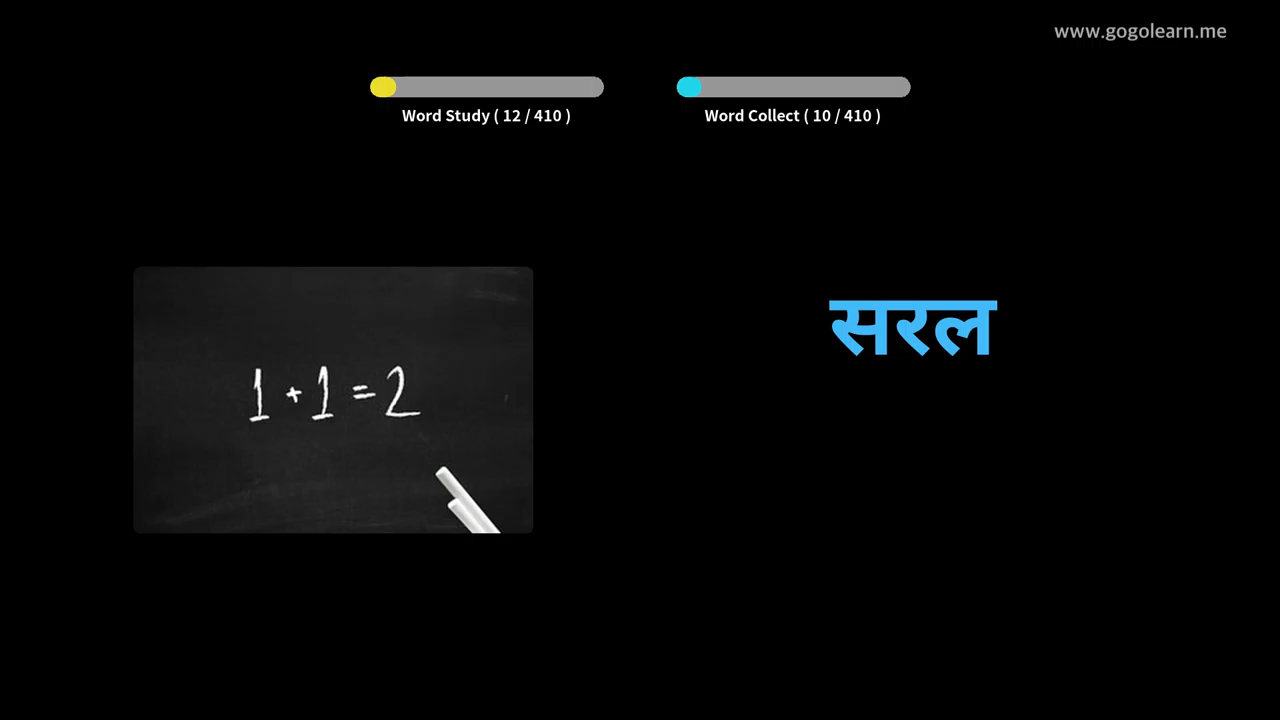 www.gogolearn.me
Word Study ( 12 / 410 )
Word Collect ( 10 / 410 )
1 + 1 = 2
सरल